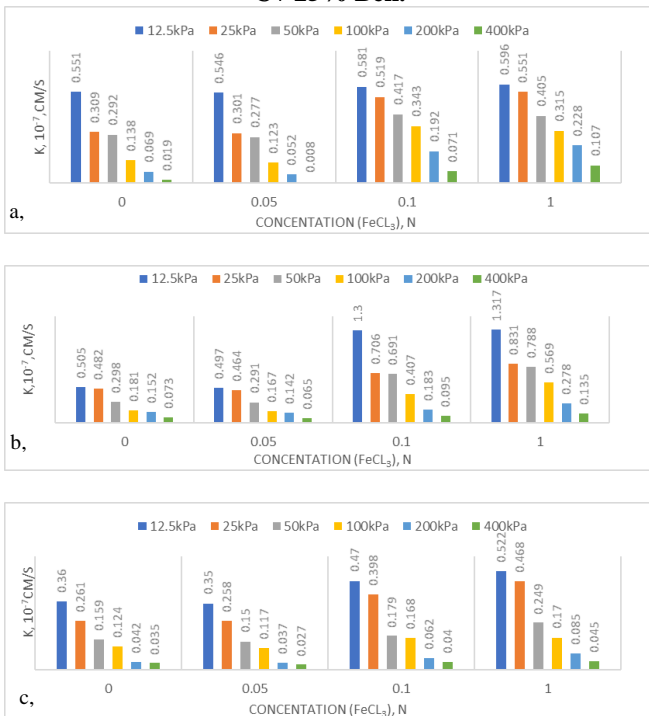 12.5kPa 25kPa 50kPa 100kPa 200kPa 400kPa
K, 10⁻⁷,CM/S
0.551 0.309 0.292 0.138 0.069 0.019
0.546 0.301 0.277 0.123 0.052 0.008
0.581 0.519 0.417 0.343 0.192 0.071
0.596 0.551 0.405 0.315 0.228 0.107
0 0.05 0.1 1
a,
CONCENTATION (FeCL₃), N
12.5kPa 25kPa 50kPa 100kPa 200kPa 400kPa
K,10⁻⁷,CM/S
0.505 0.482 0.298 0.181 0.152 0.073
0.497 0.464 0.291 0.167 0.142 0.065
1.3 0.706 0.691 0.407 0.183 0.095
1.317 0.831 0.788 0.569 0.278 0.135
0 0.05 0.1 1
b,
CONCENTATION (FeCL₃), N
12.5kPa 25kPa 50kPa 100kPa 200kPa 400kPa
K, 10⁻⁷CM/S
0.36 0.261 0.159 0.124 0.042 0.035
0.35 0.258 0.15 0.117 0.037 0.027
0.47 0.398 0.179 0.168 0.062 0.04
0.522 0.468 0.249 0.17 0.085 0.045
0 0.05 0.1 1
c,
CONCENTATION (FeCL₃), N